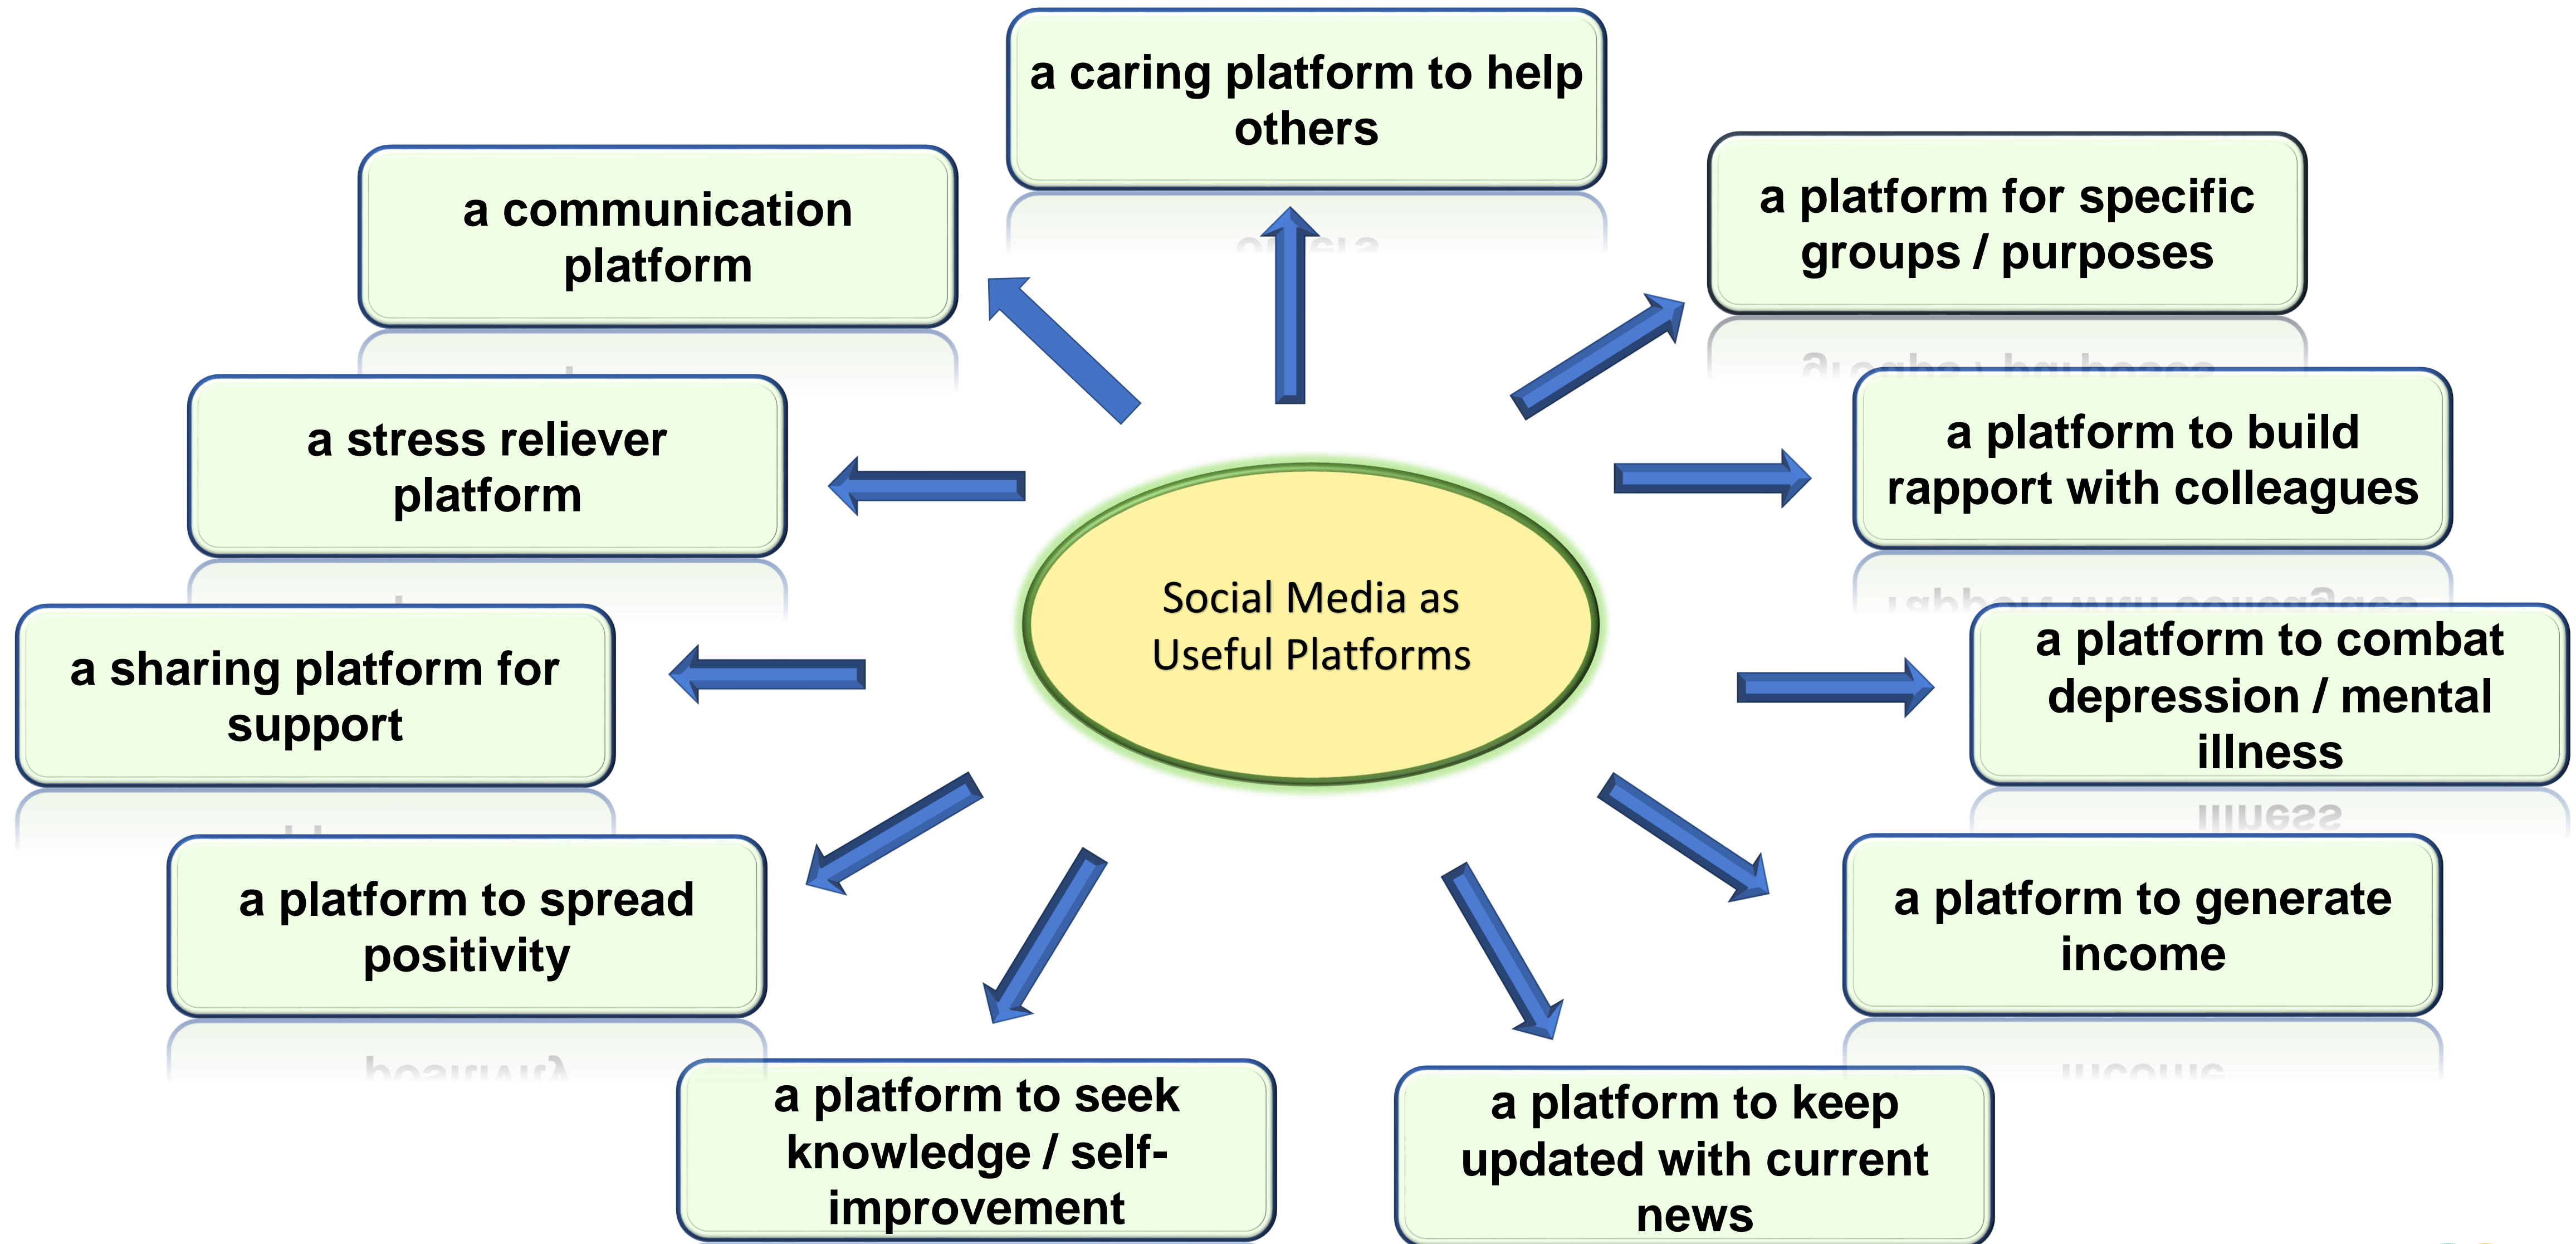 a caring platform to help
others
a communication
platform
a platform for specific
groups / purposes
a stress reliever
platform
a platform to build
rapport with colleagues
Social Media as
Useful Platforms
a sharing platform for
support
a platform to combat
depression / mental
illness
a platform to spread
positivity
a platform to generate
income
a platform to seek
knowledge / self-
improvement
a platform to keep
updated with current
news